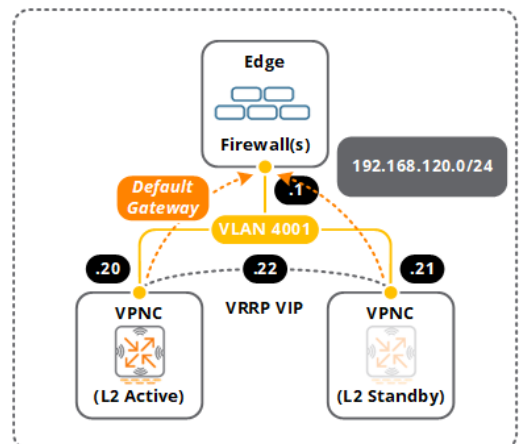 Edge
Firewall(s)
192.168.120.0/24
Default
Gateway
.1
VLAN 4001
.20
.22
.21
VPNC
VRRP VIP
VPNC
(L2 Active)
(L2 Standby)